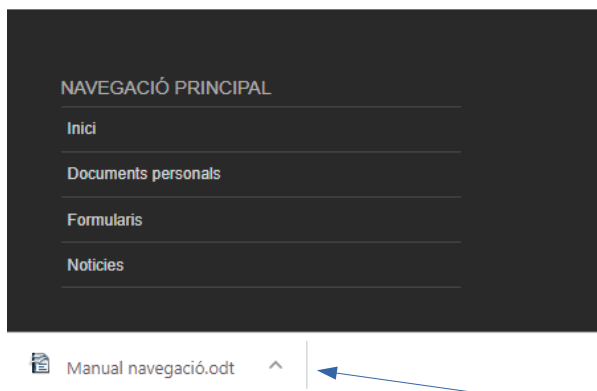 NAVEGACIÓ PRINCIPAL
Inici
Documents personals
Formularis
Noticies
Manual navegació.odt